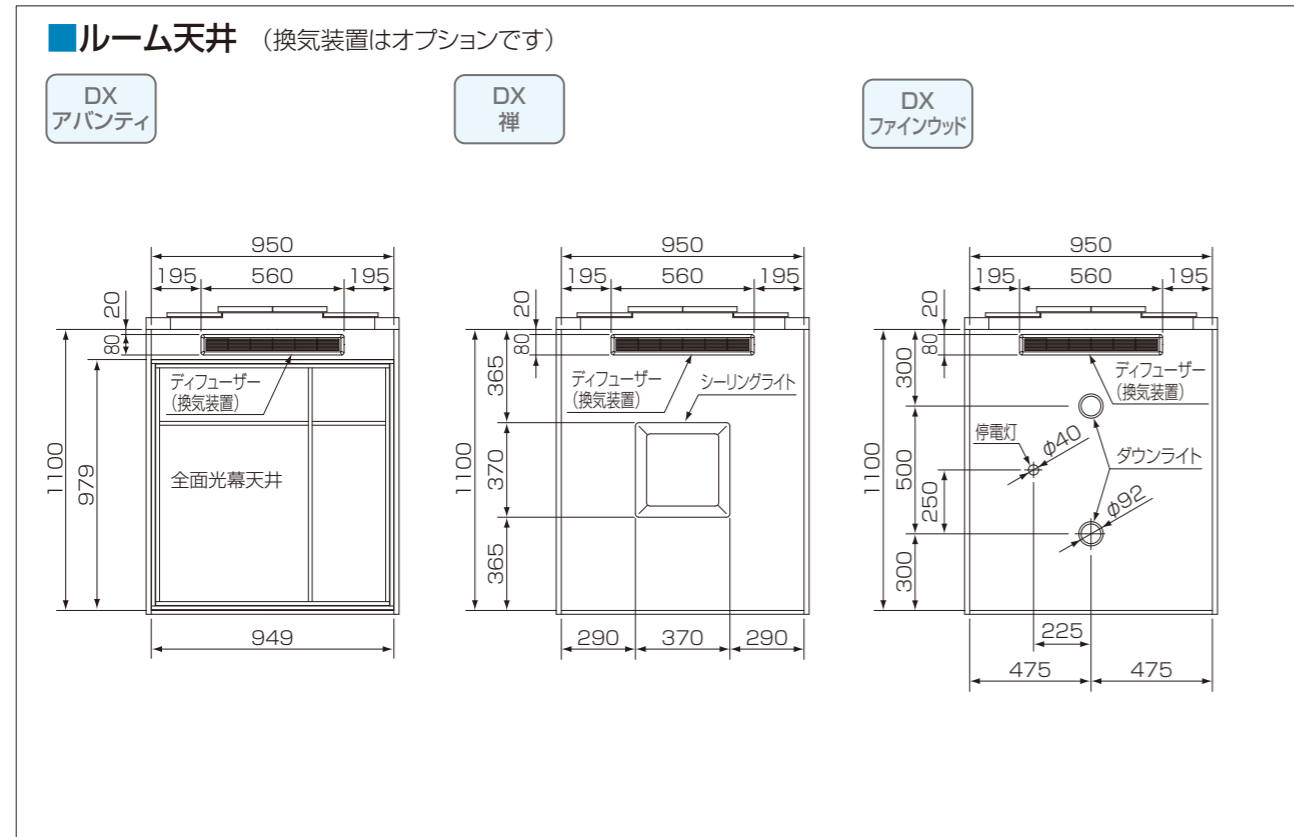 ■ルーム天井 （換気装置はオプションです）
DX
アバンティ
DX
禅
DX
ファインウッド
950
195 560 195
20
80
1100
979
ディフューザー
(換気装置)
全面光幕天井
949
950
195 560 195
20
80
365
370
365
1100
ディフューザー
(換気装置)
シーリングライト
290 370 290
950
195 560 195
20
80
300
500
250
300
1100
ディフューザー
(換気装置)
停電灯
φ40
ダウンライト
φ92
225
475 475